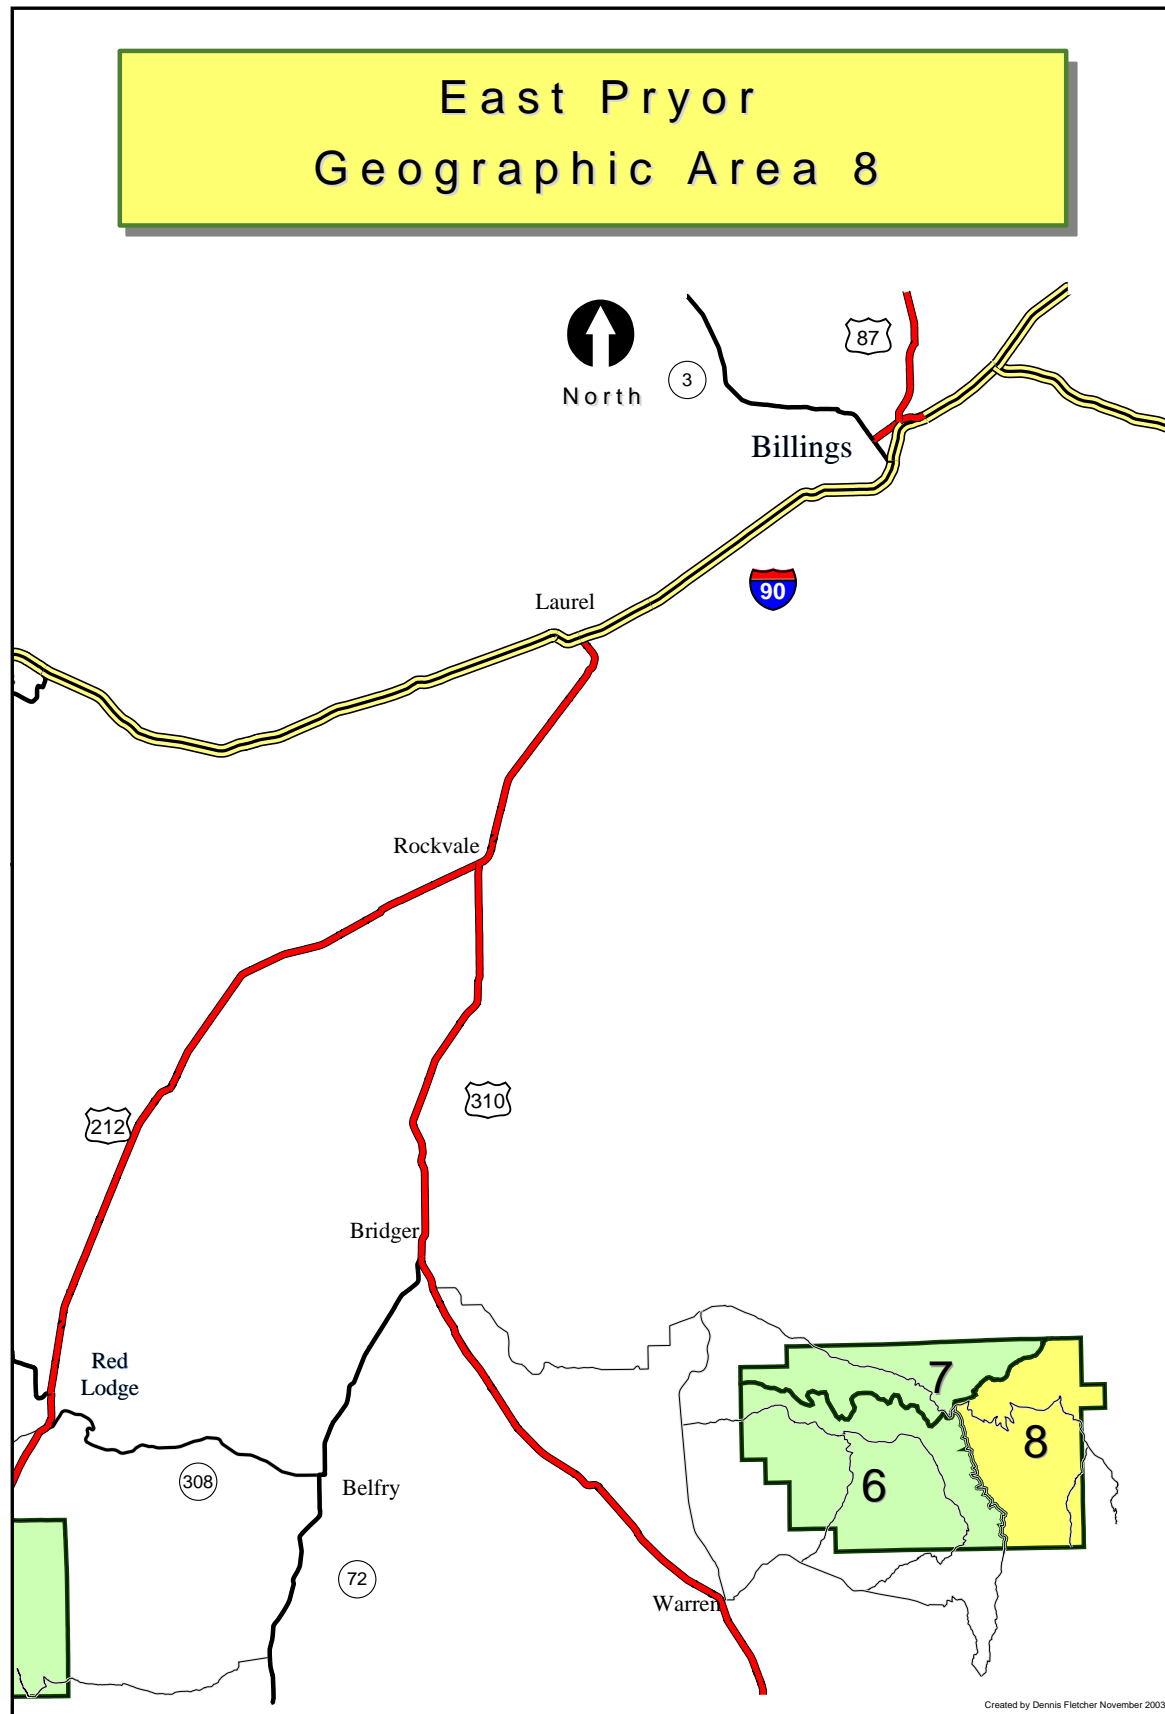 East Pryor
Geographic Area 8
North
3
87
Billings
90
Laurel
Rockvale
310
212
Bridger
Red
Lodge
7
8
6
308
Belfry
72
Warren
Created by Dennis Fletcher November 2003